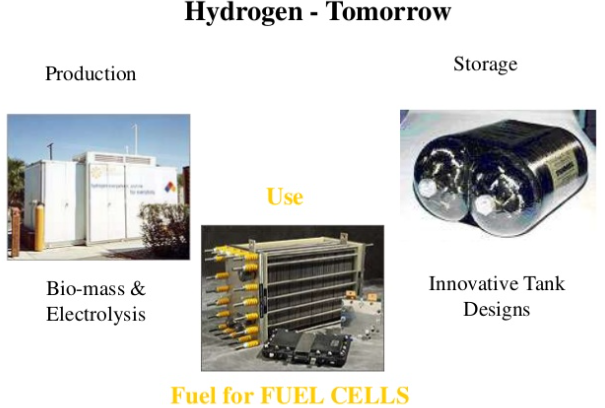 Hydrogen - Tomorrow
Production
Storage
Use
Bio-mass &
Electrolysis
Innovative Tank
Designs
Fuel for FUEL CELLS